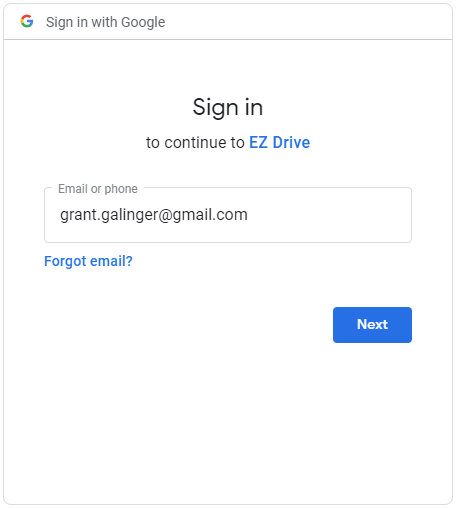 Sign in with Google
Sign in
to continue to EZ Drive
Email or phone
grant.galinger@gmail.com
Forgot email?
Next